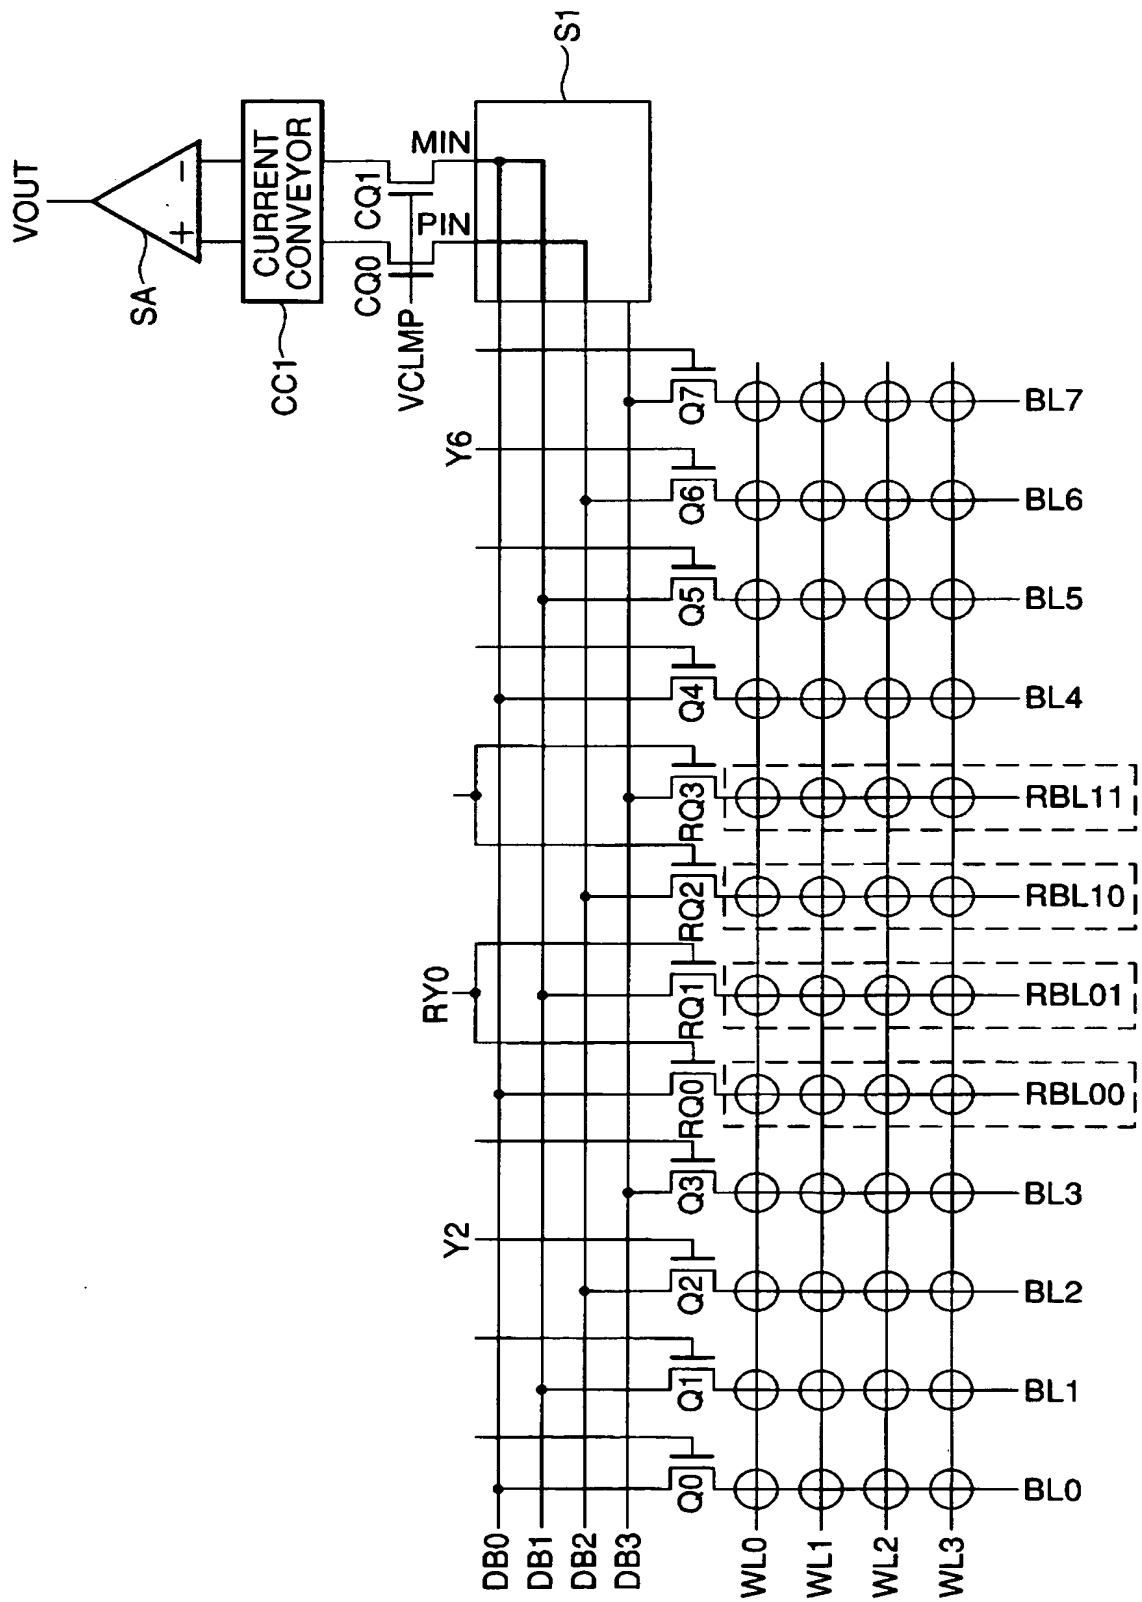 VOUT
SA
+
−
CC1
CURRENT
CONVEYOR
CQ0
CQ1
VCLMP
PIN
MIN
S1
Y2
RY0
Y6
DB0
DB1
DB2
DB3
Q0
Q1
Q2
Q3
RQ0
RQ1
RQ2
RQ3
Q4
Q5
Q6
Q7
WL0
WL1
WL2
WL3
BL0
BL1
BL2
BL3
RBL00
RBL01
RBL10
RBL11
BL4
BL5
BL6
BL7